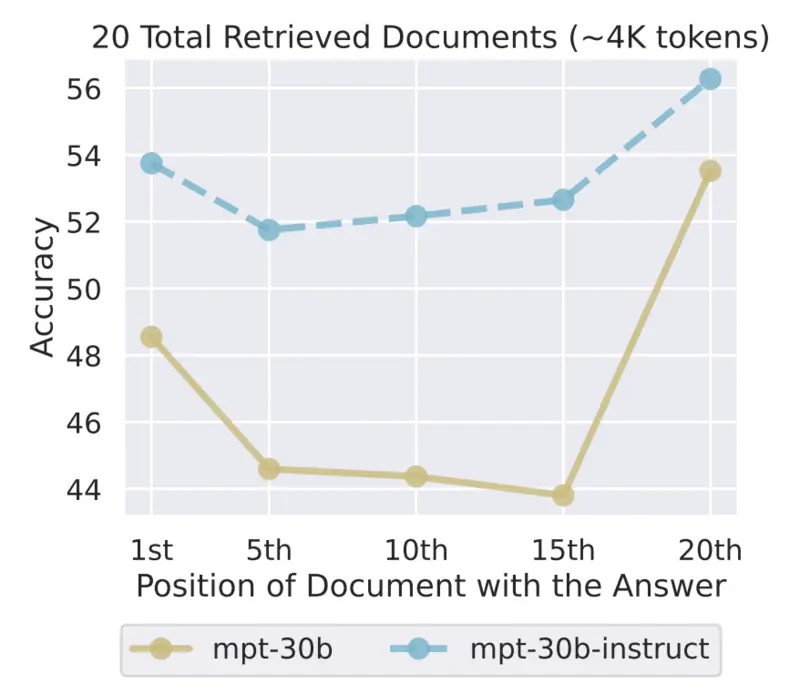 20 Total Retrieved Documents (~4K tokens)
56
54
52
50
48
46
44
Accuracy
1st 5th 10th 15th 20th
Position of Document with the Answer
mpt-30b mpt-30b-instruct